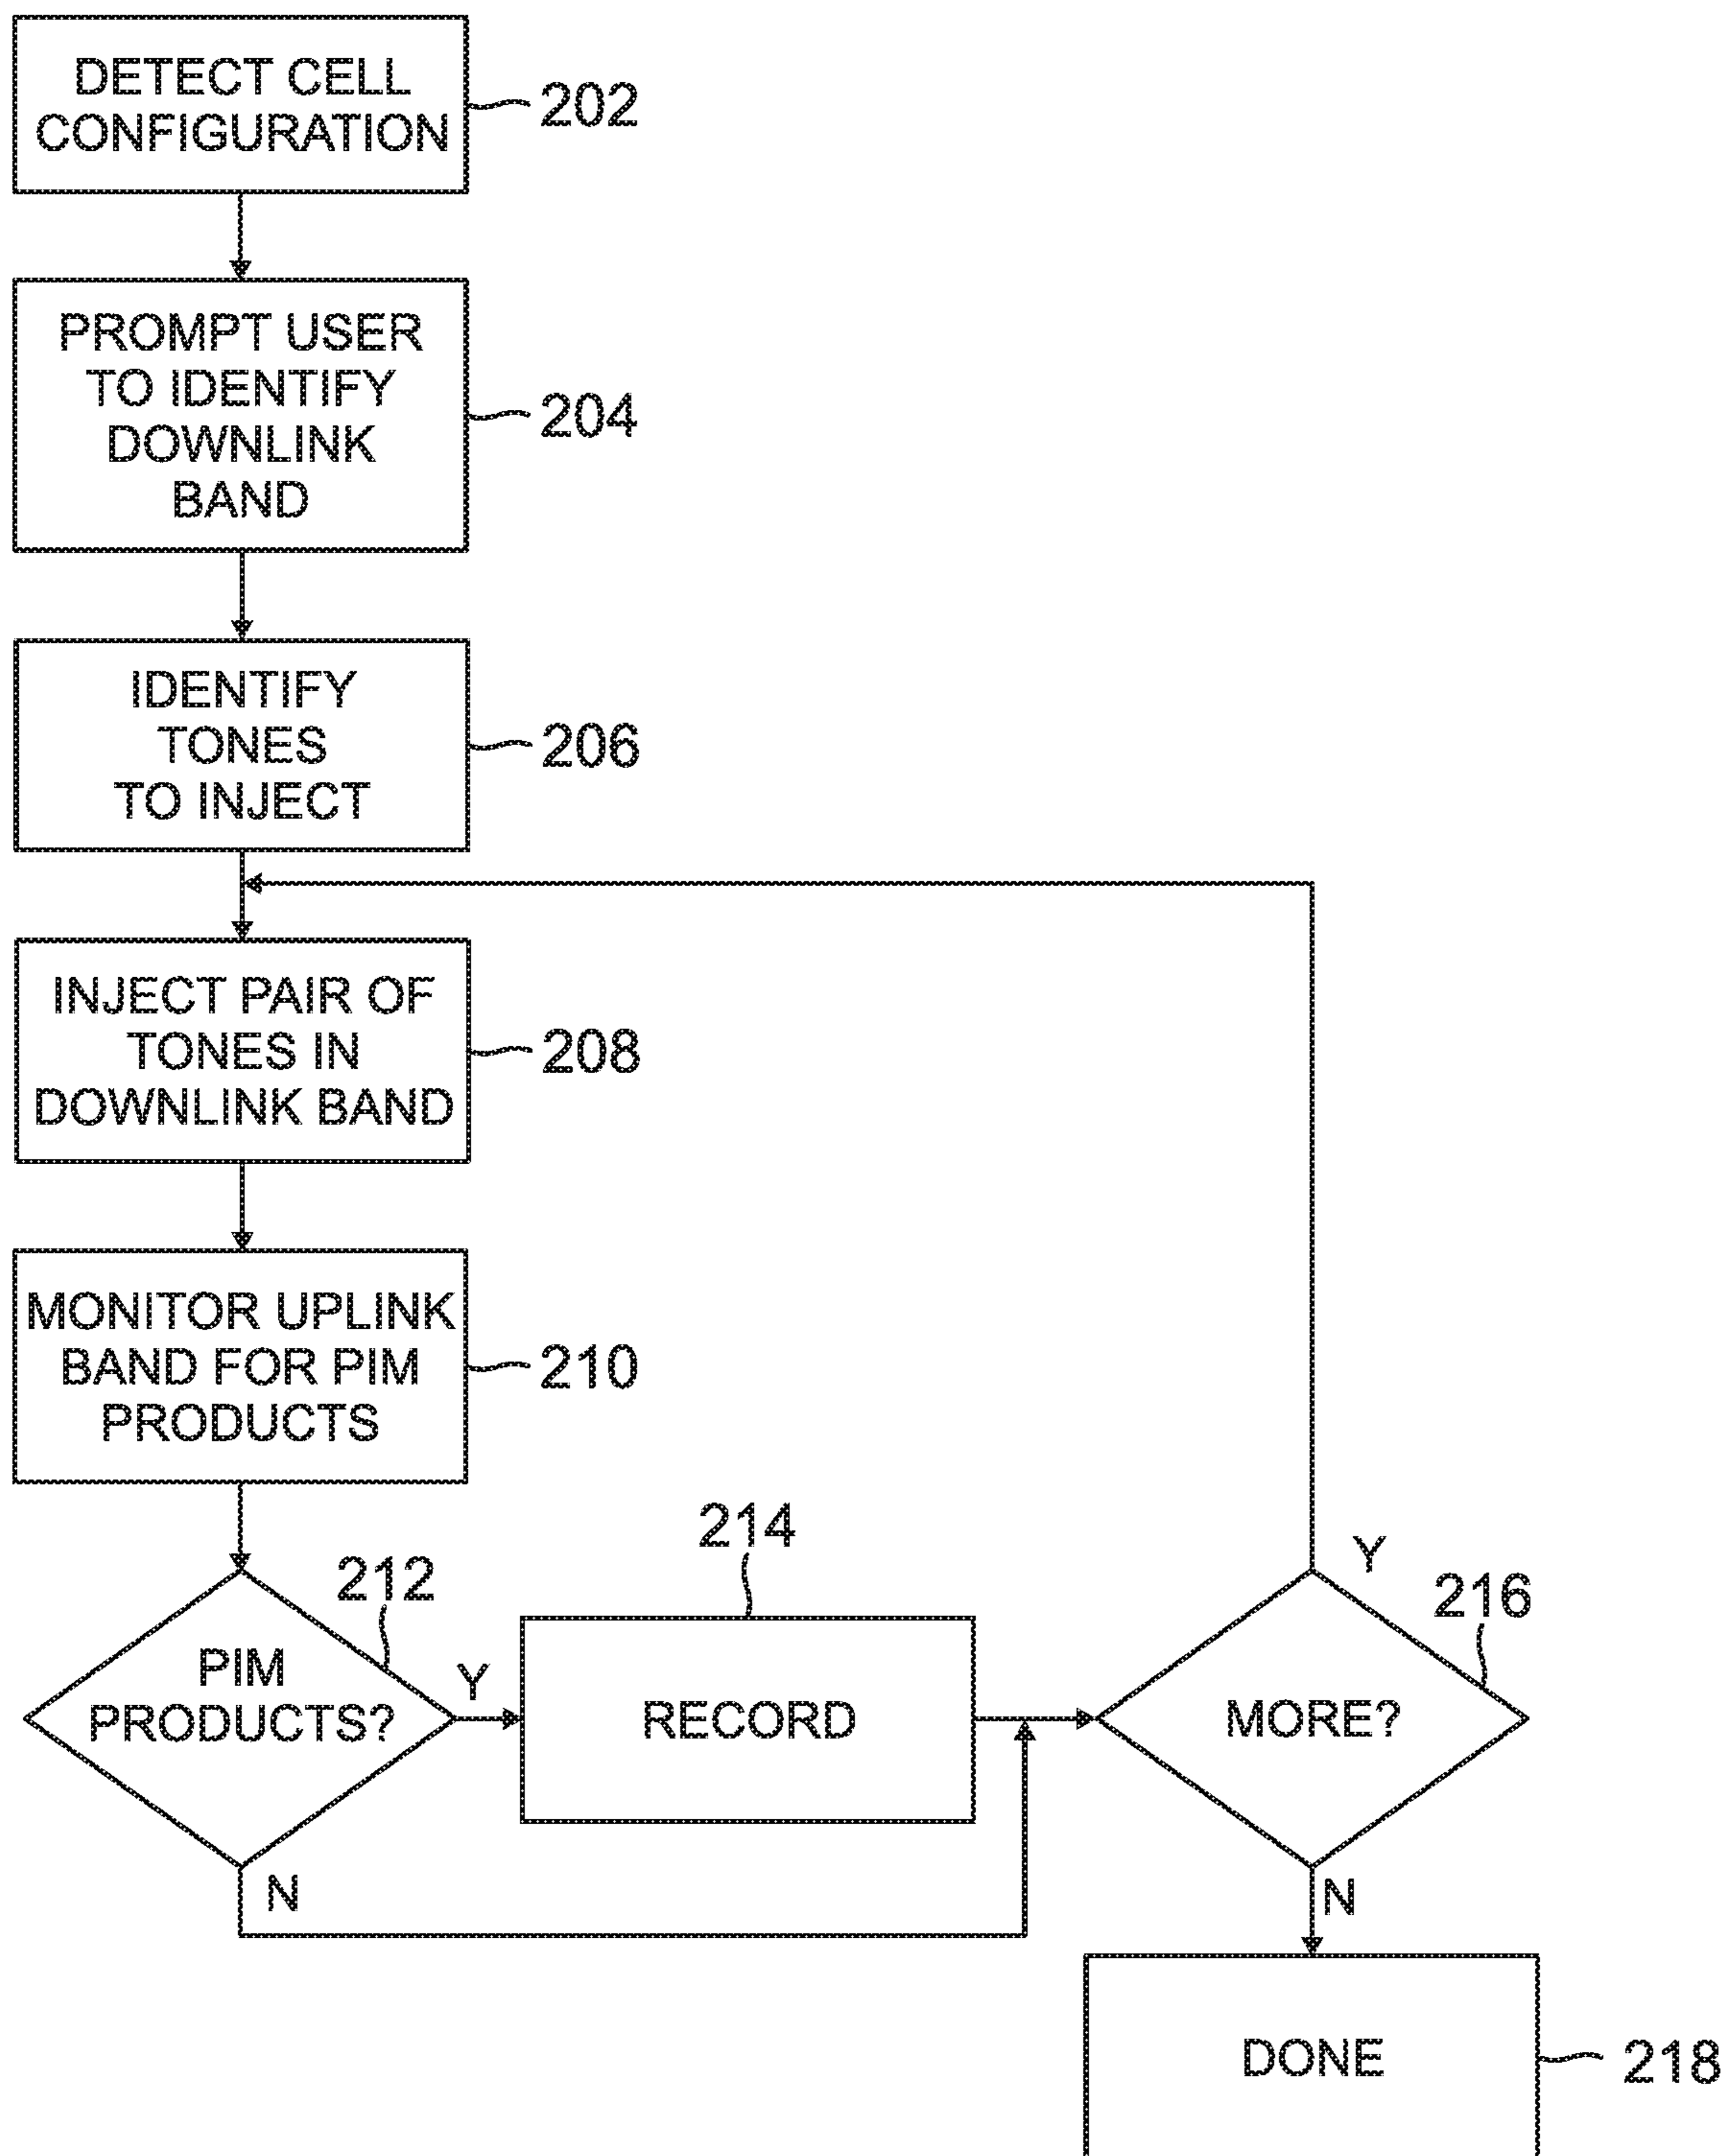 DETECT CELL
CONFIGURATION
202
PROMPT USER
TO IDENTIFY
DOWNLINK
BAND
204
IDENTIFY
TONES
TO INJECT
206
INJECT PAIR OF
TONES IN
DOWNLINK BAND
208
MONITOR UPLINK
BAND FOR PIM
PRODUCTS
210
212
PIM
PRODUCTS?
Y
N
214
RECORD
Y
216
MORE?
N
DONE
218